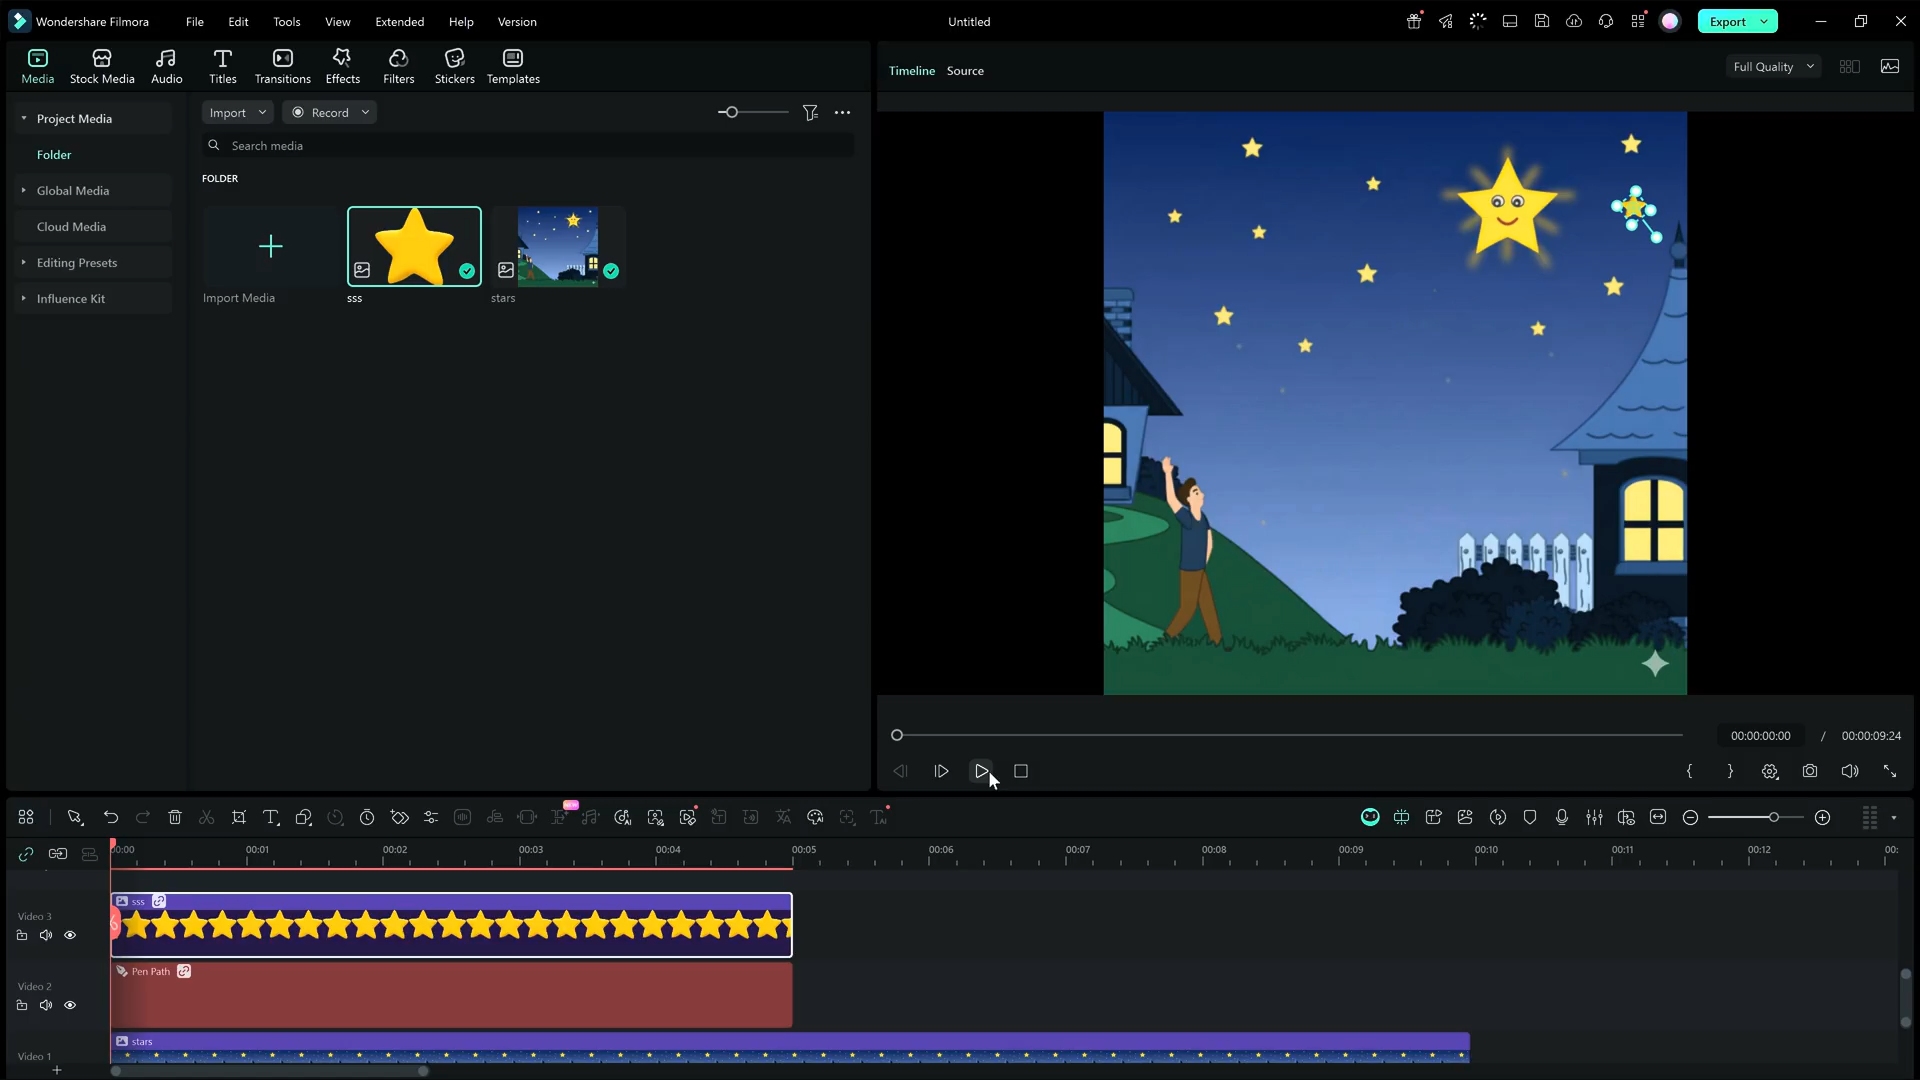 Wondershare Filmora File Edit Tools View Extended Help Version Untitled Export
Media Stock Media Audio Titles Transitions Effects Filters Stickers Templates
Timeline Source Full Quality
Project Media
Folder
Global Media
Cloud Media
Editing Presets
Influence Kit
Import Record
Search media
FOLDER
Import Media sss stars
00:00:00:00 / 00:00:09:24
NEW
00:00 00:01 00:02 00:03 00:04 00:05 00:06 00:07 00:08 00:09 00:10 00:11 00:12 00:
Video 3
sss
Video 2
Pen Path
Video 1
stars